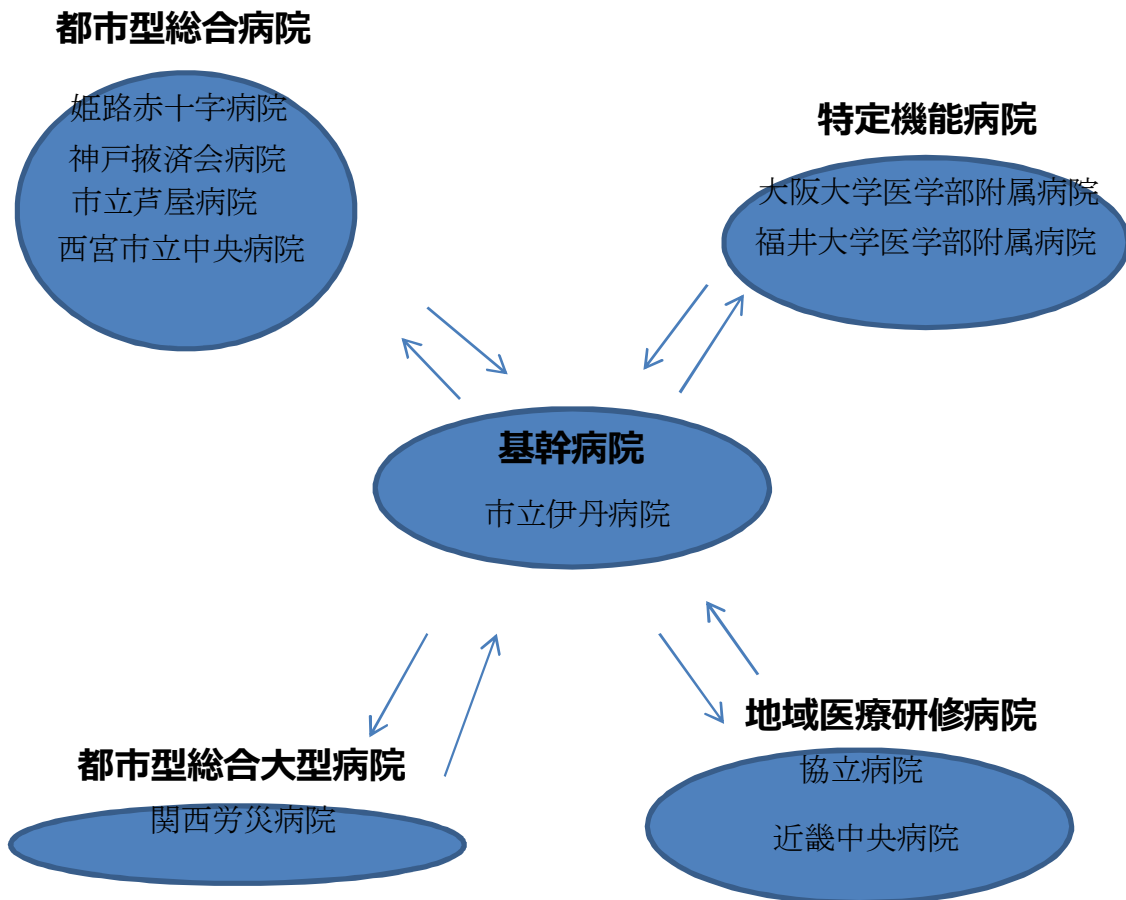 都市型総合病院
姫路赤十字病院
神戸掖済会病院
市立芦屋病院
西宮市立中央病院
特定機能病院
大阪大学医学部附属病院
福井大学医学部附属病院
基幹病院
市立伊丹病院
都市型総合大型病院
関西労災病院
地域医療研修病院
協立病院
近畿中央病院